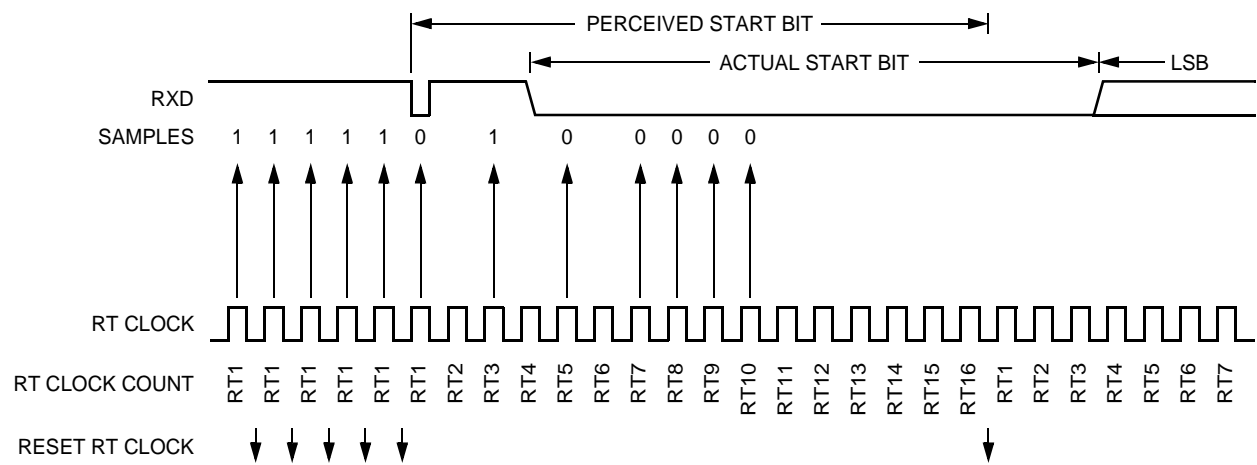 PERCEIVED START BIT
ACTUAL START BIT
LSB
RXD
SAMPLES 1 1 1 1 1 0 1 0 0 0 0 0
RT CLOCK
RT CLOCK COUNT RT1 RT1 RT1 RT1 RT1 RT1 RT2 RT3 RT4 RT5 RT6 RT7 RT8 RT9 RT10 RT11 RT12 RT13 RT14 RT15 RT16 RT1 RT2 RT3 RT4 RT5 RT6 RT7
RESET RT CLOCK